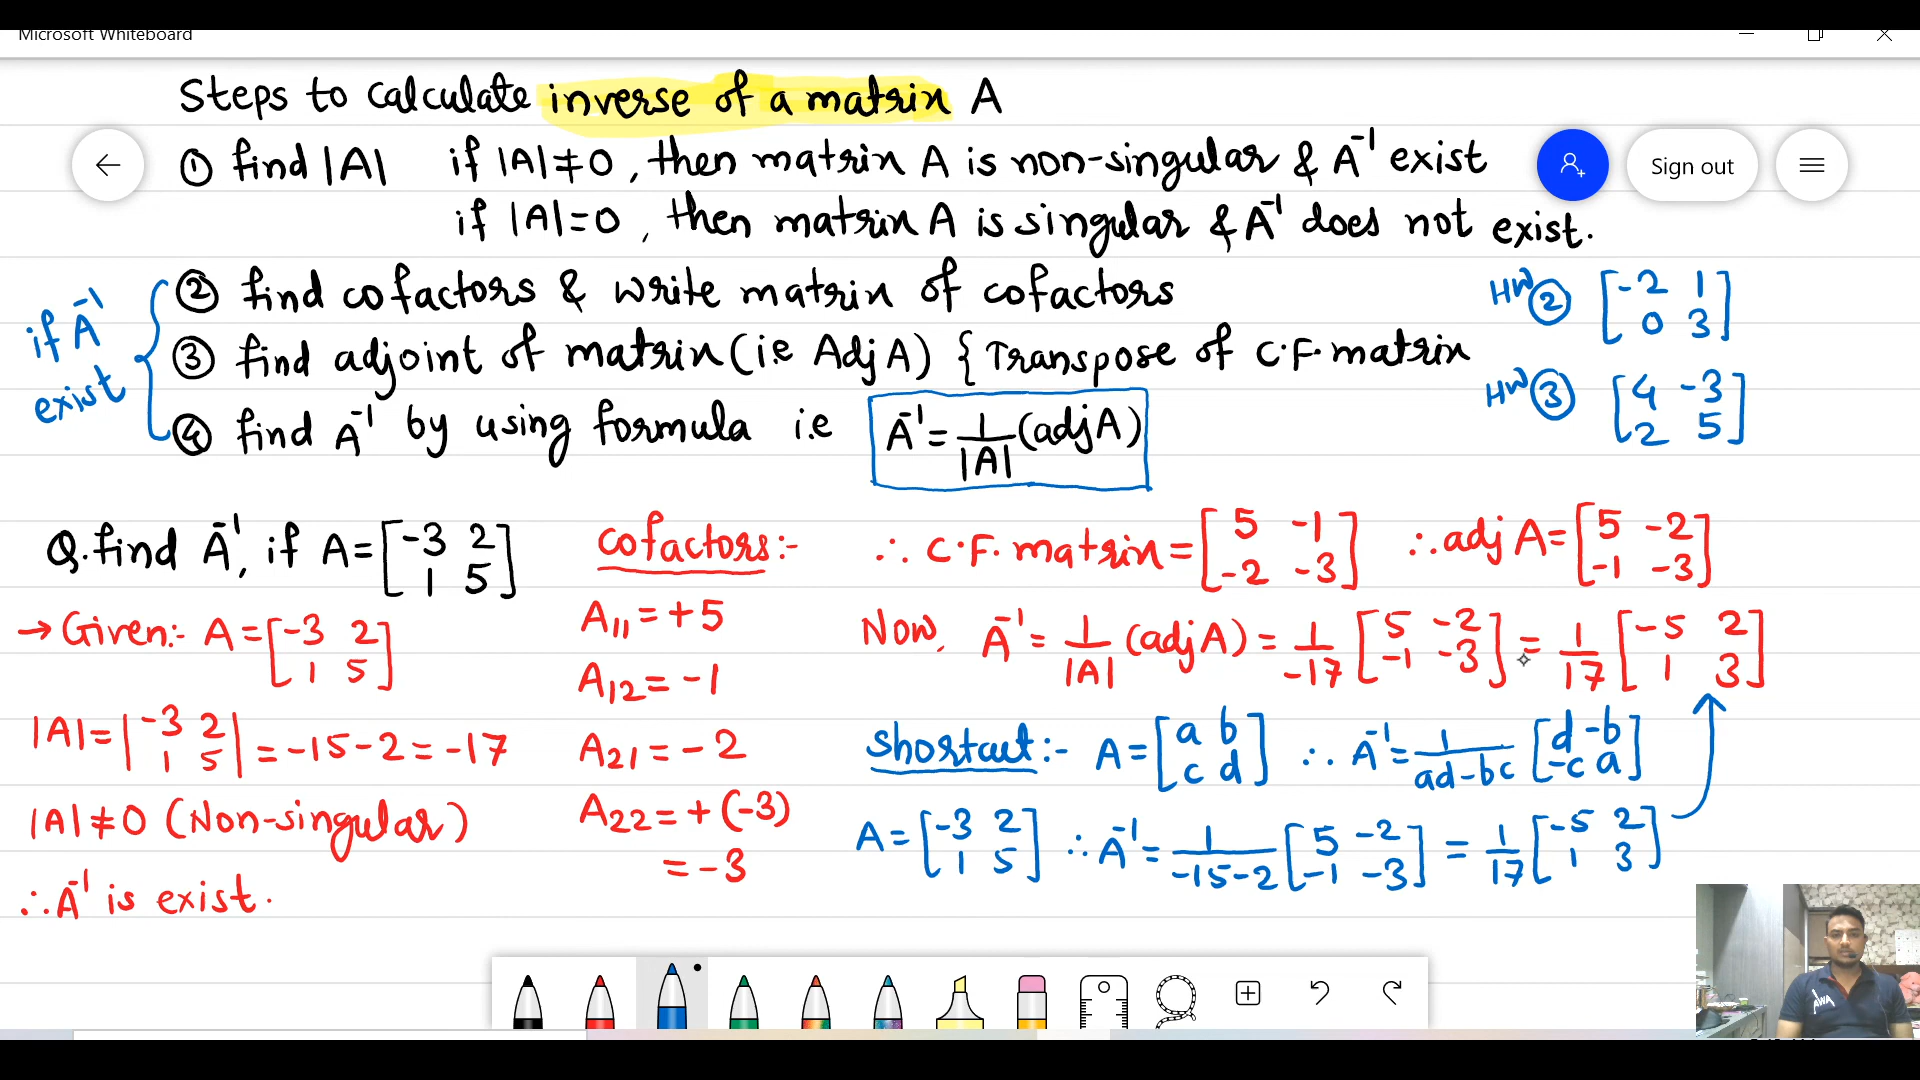 Microsoft Whiteboard
Steps to calculate inverse of a matrix A
① find |A| if |A|≠0, then matrix A is non-singular & A⁻¹ exist
if |A|=0, then matrix A is singular & A⁻¹ does not exist.
Sign out
if A⁻¹ exist
② find cofactors & write matrix of cofactors
③ find adjoint of matrix (i.e Adj A) { Transpose of C.F. matrix
④ find A⁻¹ by using formula i.e A⁻¹ = 1/|A| (adj A)
HW ② [-2 1
0 3]
HW ③ [4 -3
2 5]
Q. find A⁻¹, if A = [-3 2
1 5]
→ Given:- A = [-3 2
1 5]
|A| = |-3 2
1 5| = -15-2 = -17
|A| ≠ 0 (Non-singular)
∴ A⁻¹ is exist.
cofactors:-
A11 = +5
A12 = -1
A21 = -2
A22 = +(-3)
= -3
∴ C.F. matrix = [5 -1
-2 -3] ∴ adj A = [5 -2
-1 -3]
Now, A⁻¹ = 1/|A| (adj A) = 1/-17 [5 -2
-1 -3] = 1/17 [-5 2
1 3]
Shortcut:- A = [a b
c d] ∴ A⁻¹ = 1/ad-bc [d -b
-c a]
A = [-3 2
1 5] ∴ A⁻¹ = 1/-15-2 [5 -2
-1 -3] = 1/17 [-5 2
1 3]